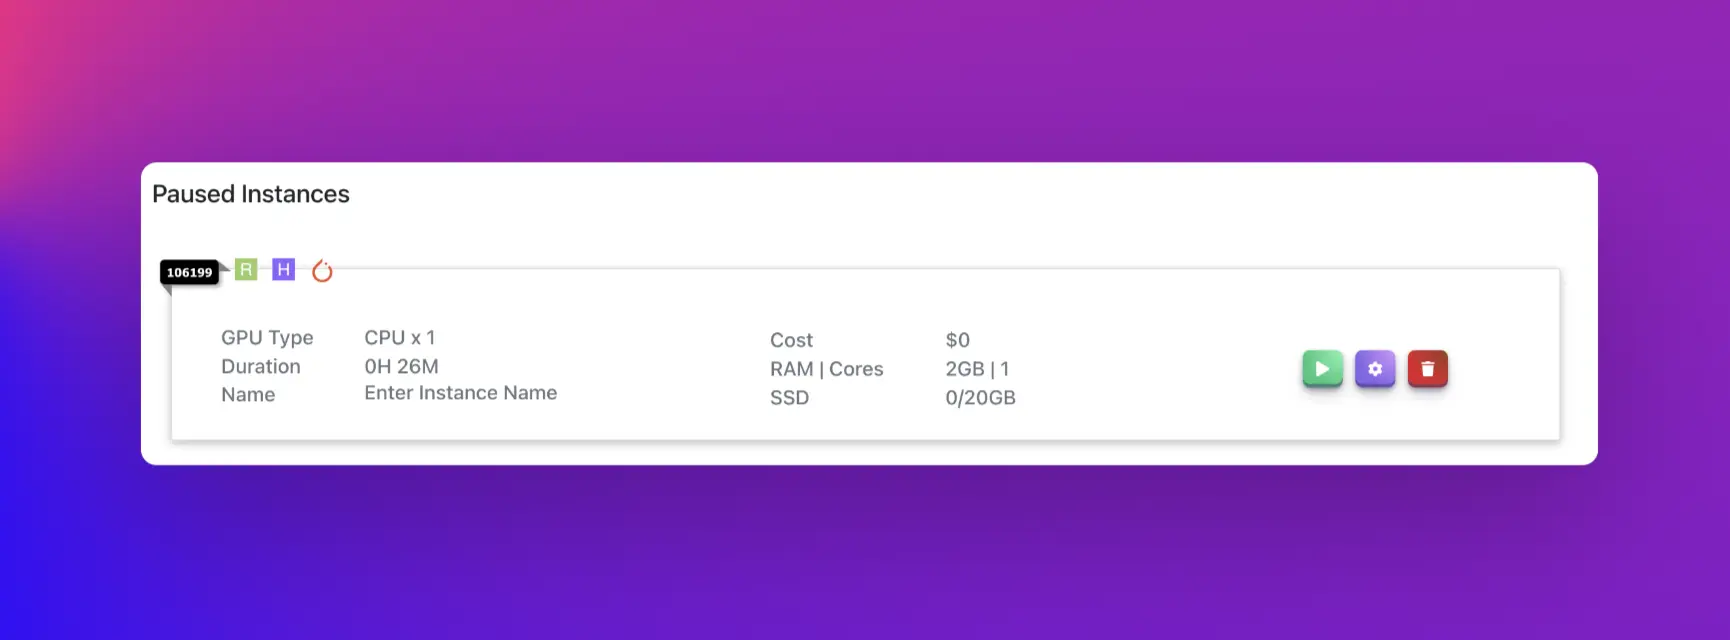 Paused Instances
106199 R H
GPU Type CPU x 1
Duration 0H 26M
Name Enter Instance Name
Cost $0
RAM | Cores 2GB | 1
SSD 0/20GB